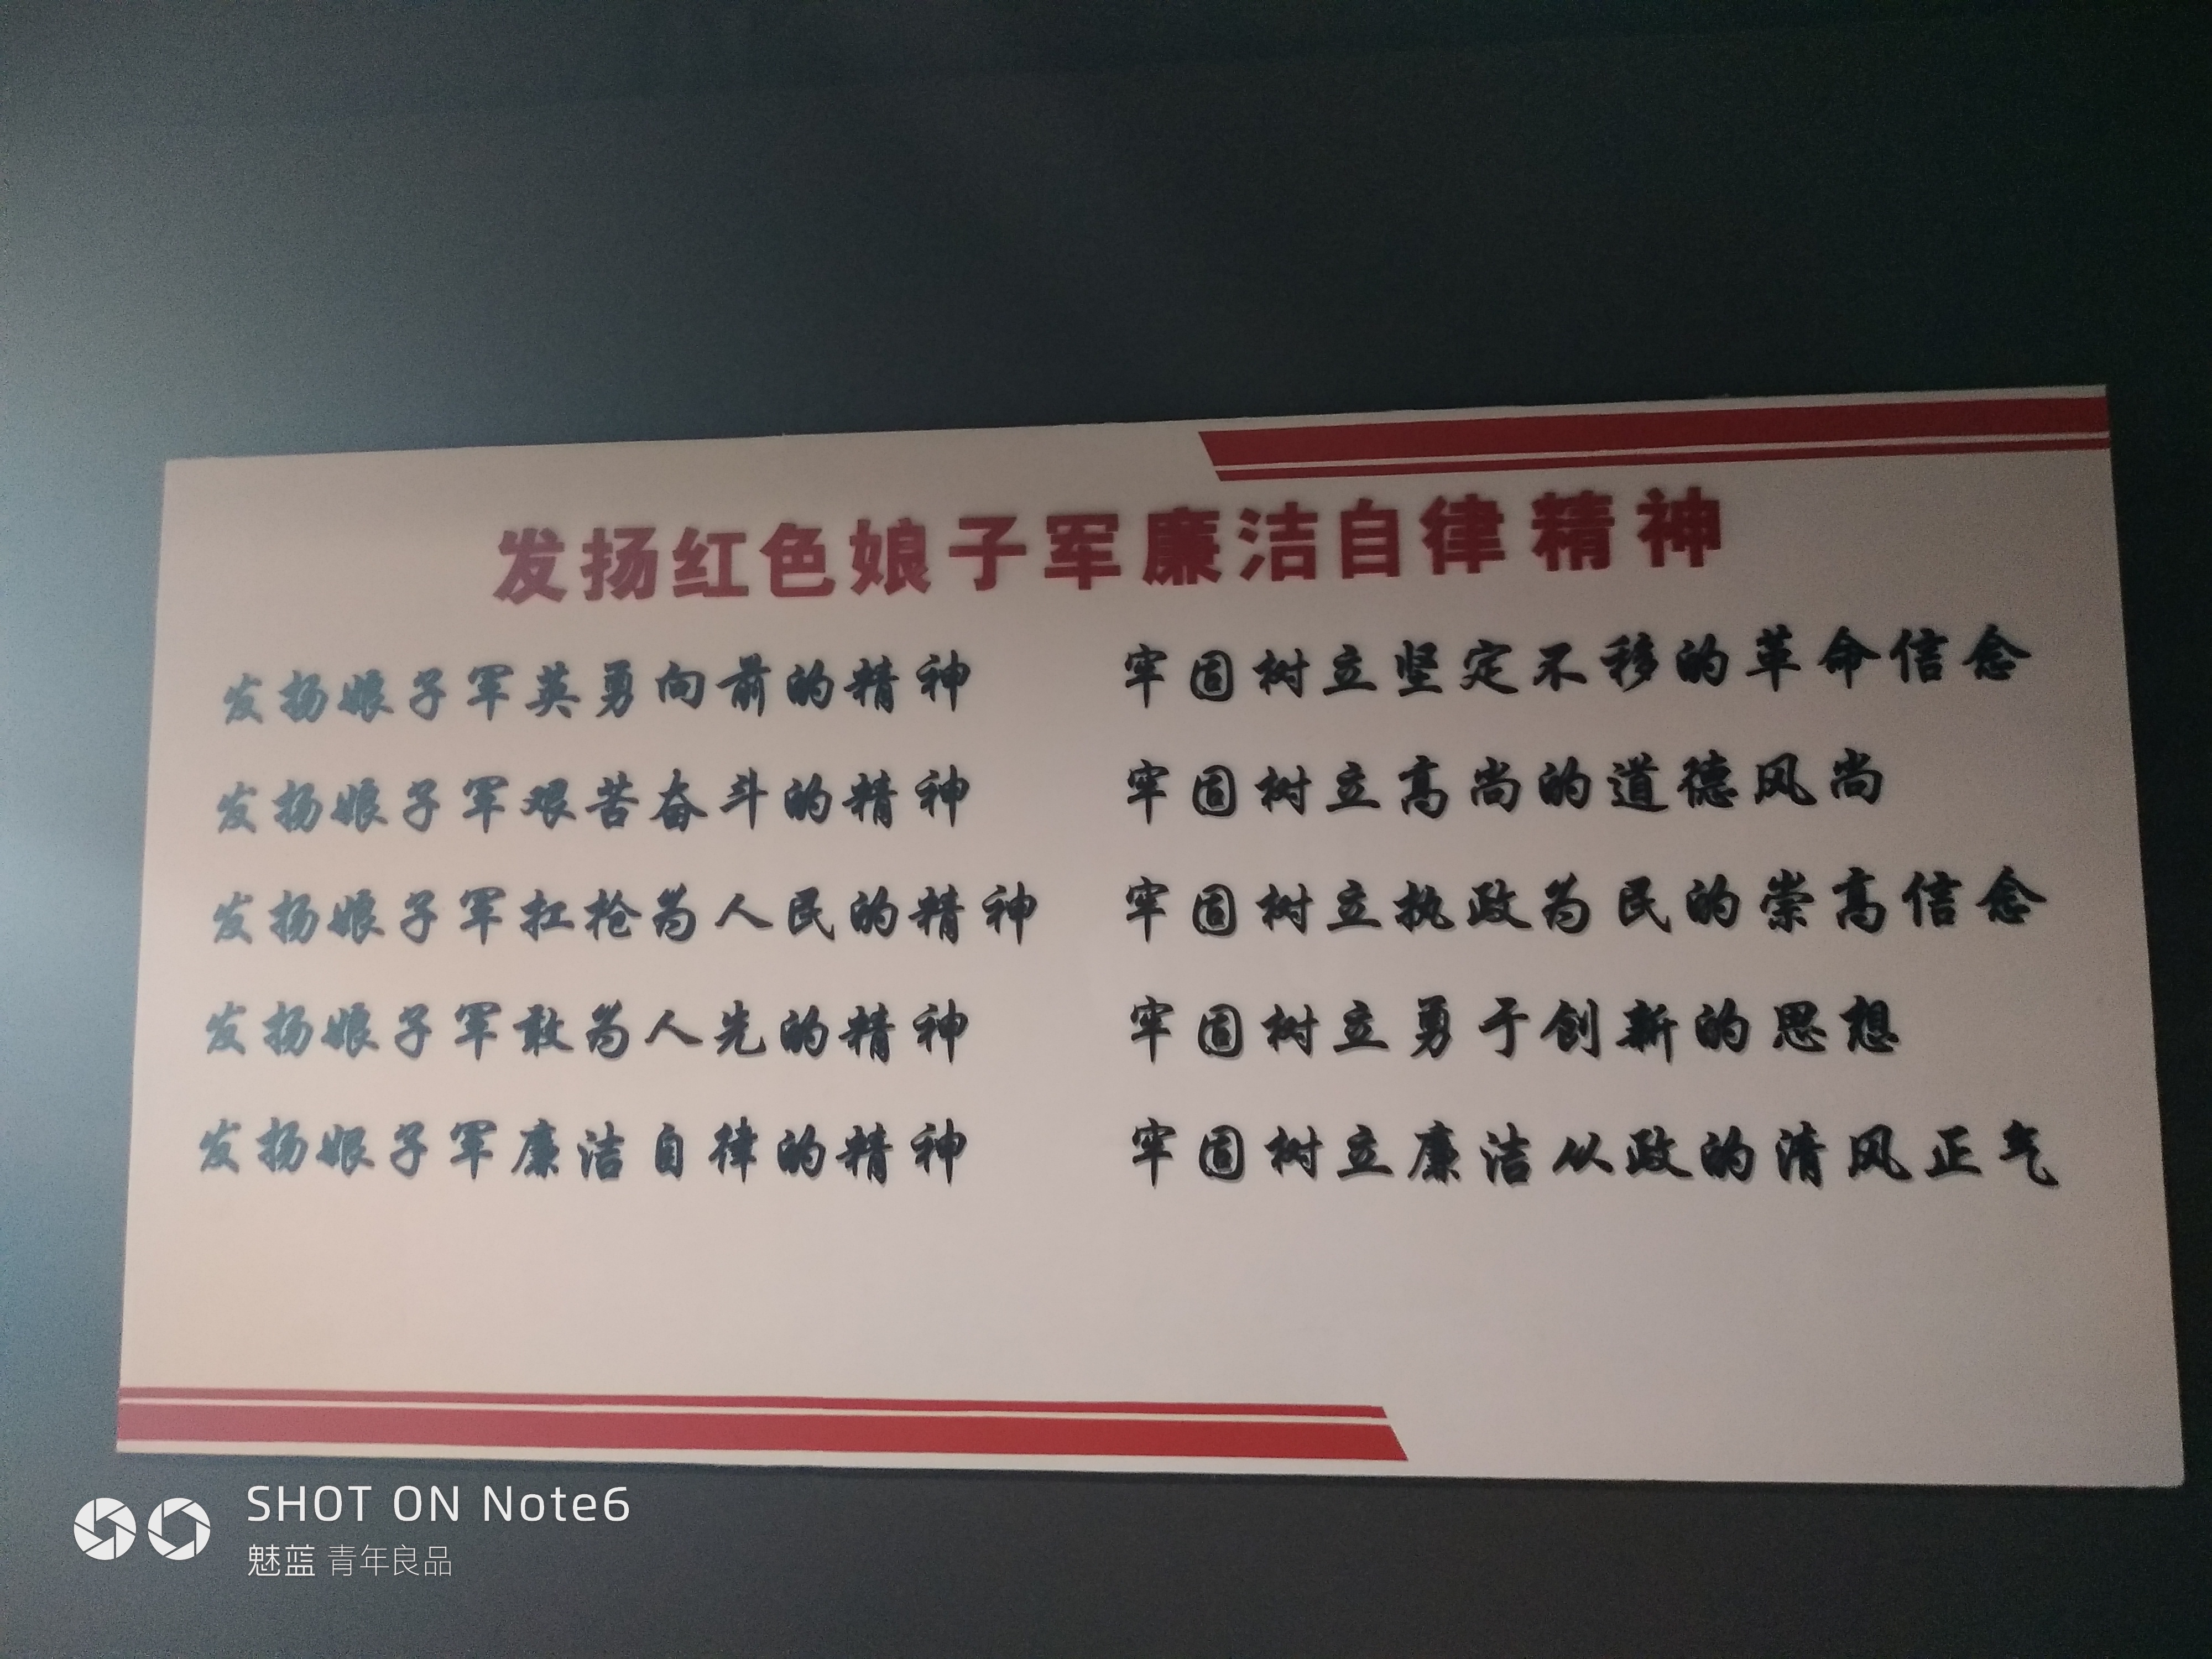 发扬红色娘子军廉洁自律精神
发扬娘子军英勇向前的精神 牢固树立坚定不移的革命信念
发扬娘子军艰苦奋斗的精神 牢固树立高尚的道德风尚
发扬娘子军扛枪为人民的精神 牢固树立执政为民的崇高信念
发扬娘子军敢为人先的精神 牢固树立勇于创新的思想
发扬娘子军廉洁自律的精神 牢固树立廉洁从政的清风正气
SHOT ON Note6
魅蓝 青年良品